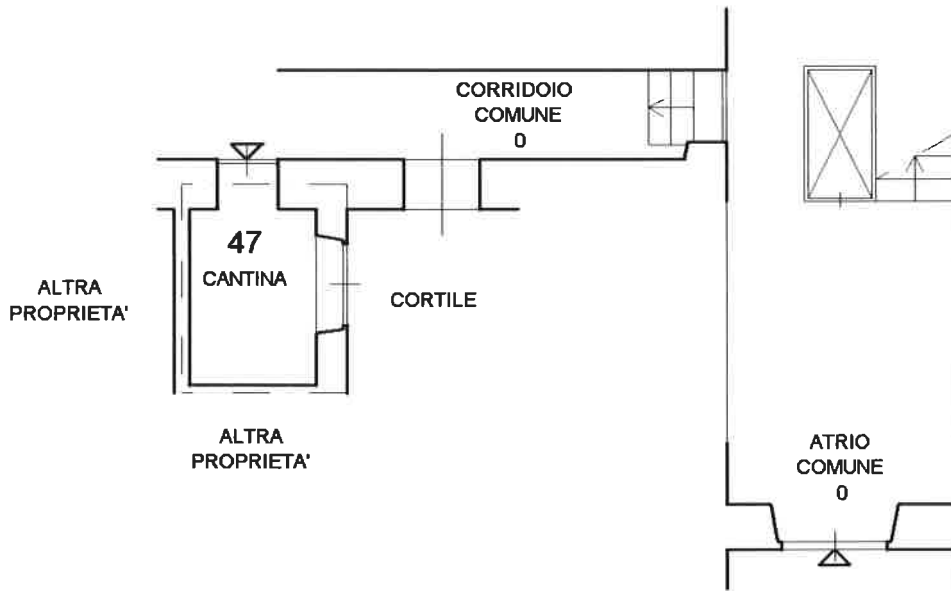 CORRIDOIO
COMUNE
0
47
CANTINA
ALTRA
PROPRIETA'
CORTILE
ALTRA
PROPRIETA'
ATRIO
COMUNE
0